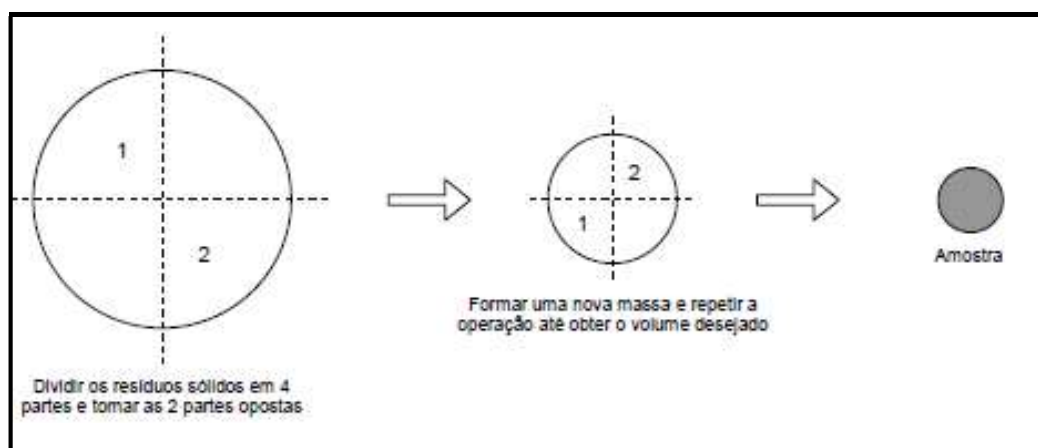 1
2
Dividir os resíduos sólidos em 4
partes e tomar as 2 partes opostas
2
1
Formar uma nova massa e repetir a
operação até obter o volume desejado
Amostra